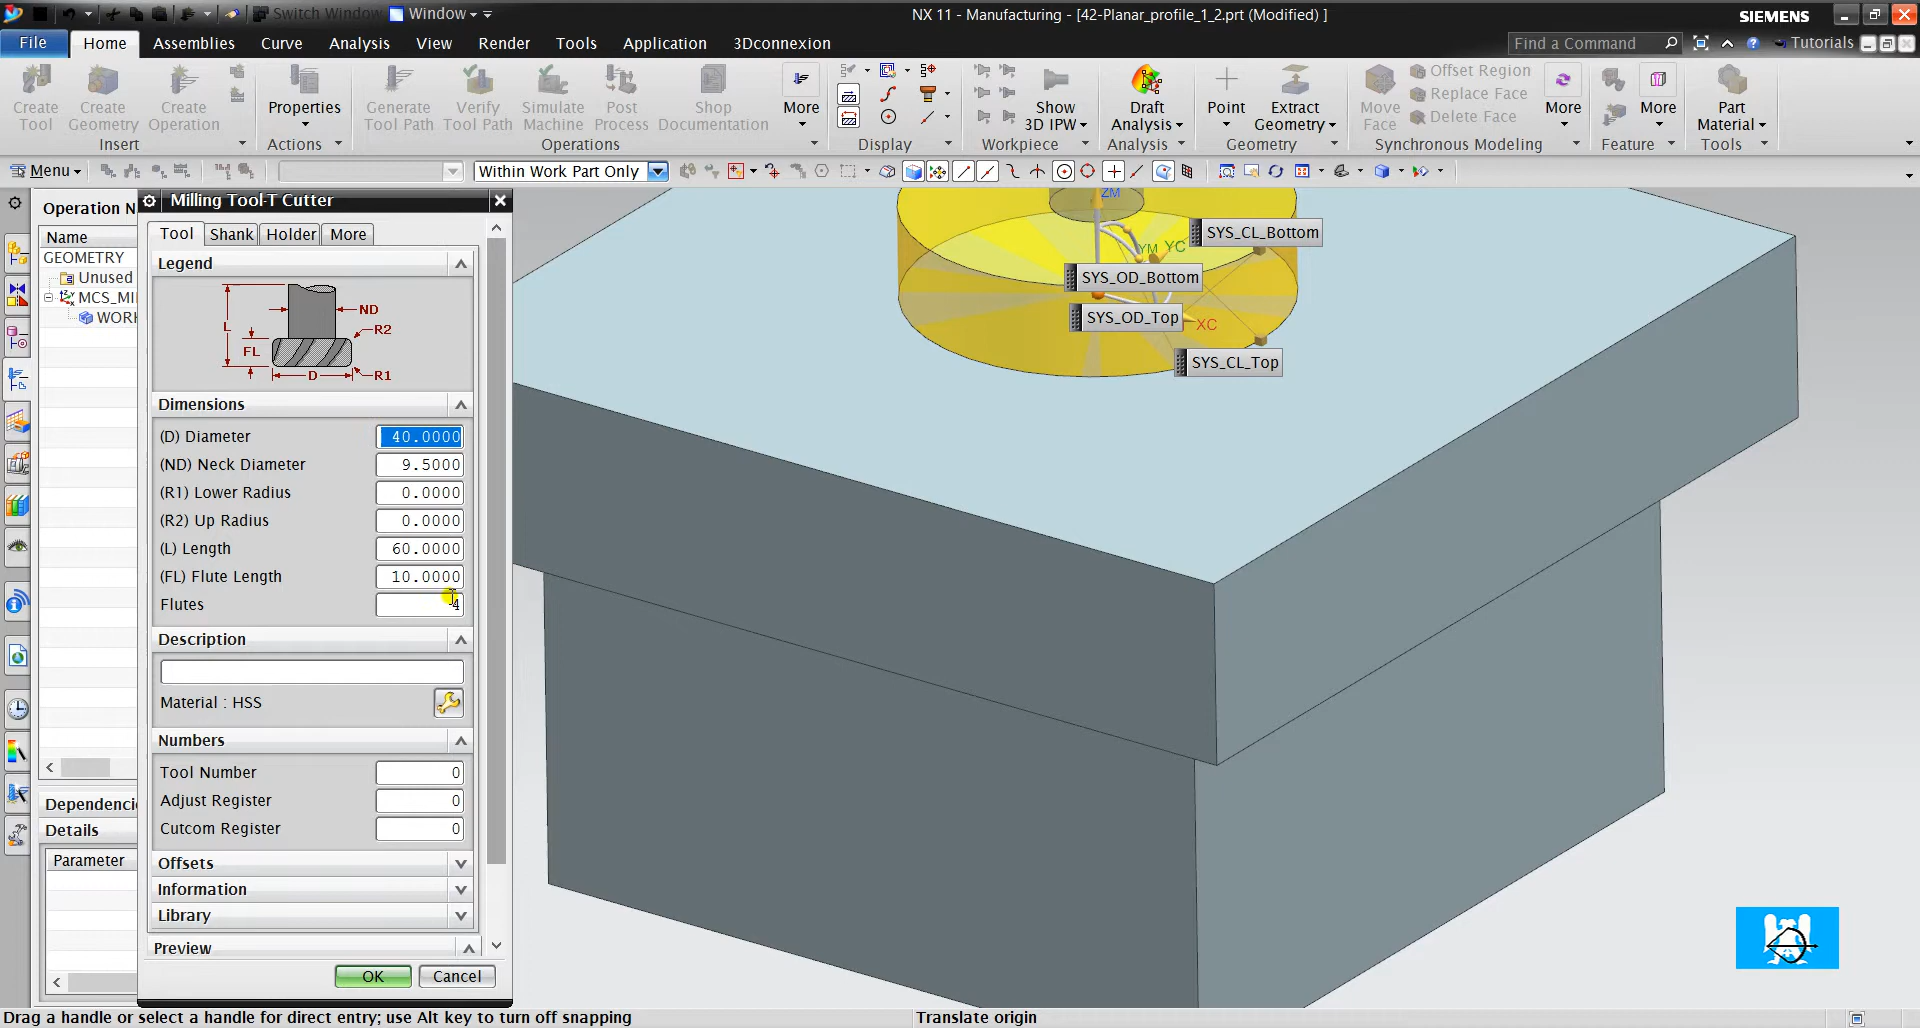 Switch Window
Window
NX 11 - Manufacturing - [42-Planar_profile_1_2.prt (Modified) ]
SIEMENS
File
Home
Assemblies
Curve
Analysis
View
Render
Tools
Application
3Dconnexion
Find a Command
Tutorials
Create Tool
Create Geometry
Create Operation
Properties
Generate Tool Path
Verify Tool Path
Simulate Machine
Post Process
Shop Documentation
More
Show 3D IPW
Draft Analysis
Point
Extract Geometry
Move Face
Offset Region
Replace Face
Delete Face
More
More
Part Material
Insert
Actions
Operations
Display
Workpiece
Analysis
Geometry
Synchronous Modeling
Feature
Tools
Menu
Within Work Part Only
Operation N
Name
GEOMETRY
Unused
MCS_MI
WORK
Dependenci
Details
Parameter
Milling Tool-T Cutter
Tool
Shank
Holder
More
Legend
L
FL
ND
R2
D
R1
Dimensions
(D) Diameter 40.0000
(ND) Neck Diameter 9.5000
(R1) Lower Radius 0.0000
(R2) Up Radius 0.0000
(L) Length 60.0000
(FL) Flute Length 10.0000
Flutes 4
Description
Material : HSS
Numbers
Tool Number 0
Adjust Register 0
Cutcom Register 0
Offsets
Information
Library
Preview
OK
Cancel
ZM
SYS_CL_Bottom
YM
YC
SYS_OD_Bottom
SYS_OD_Top
XC
SYS_CL_Top
Drag a handle or select a handle for direct entry; use Alt key to turn off snapping
Translate origin